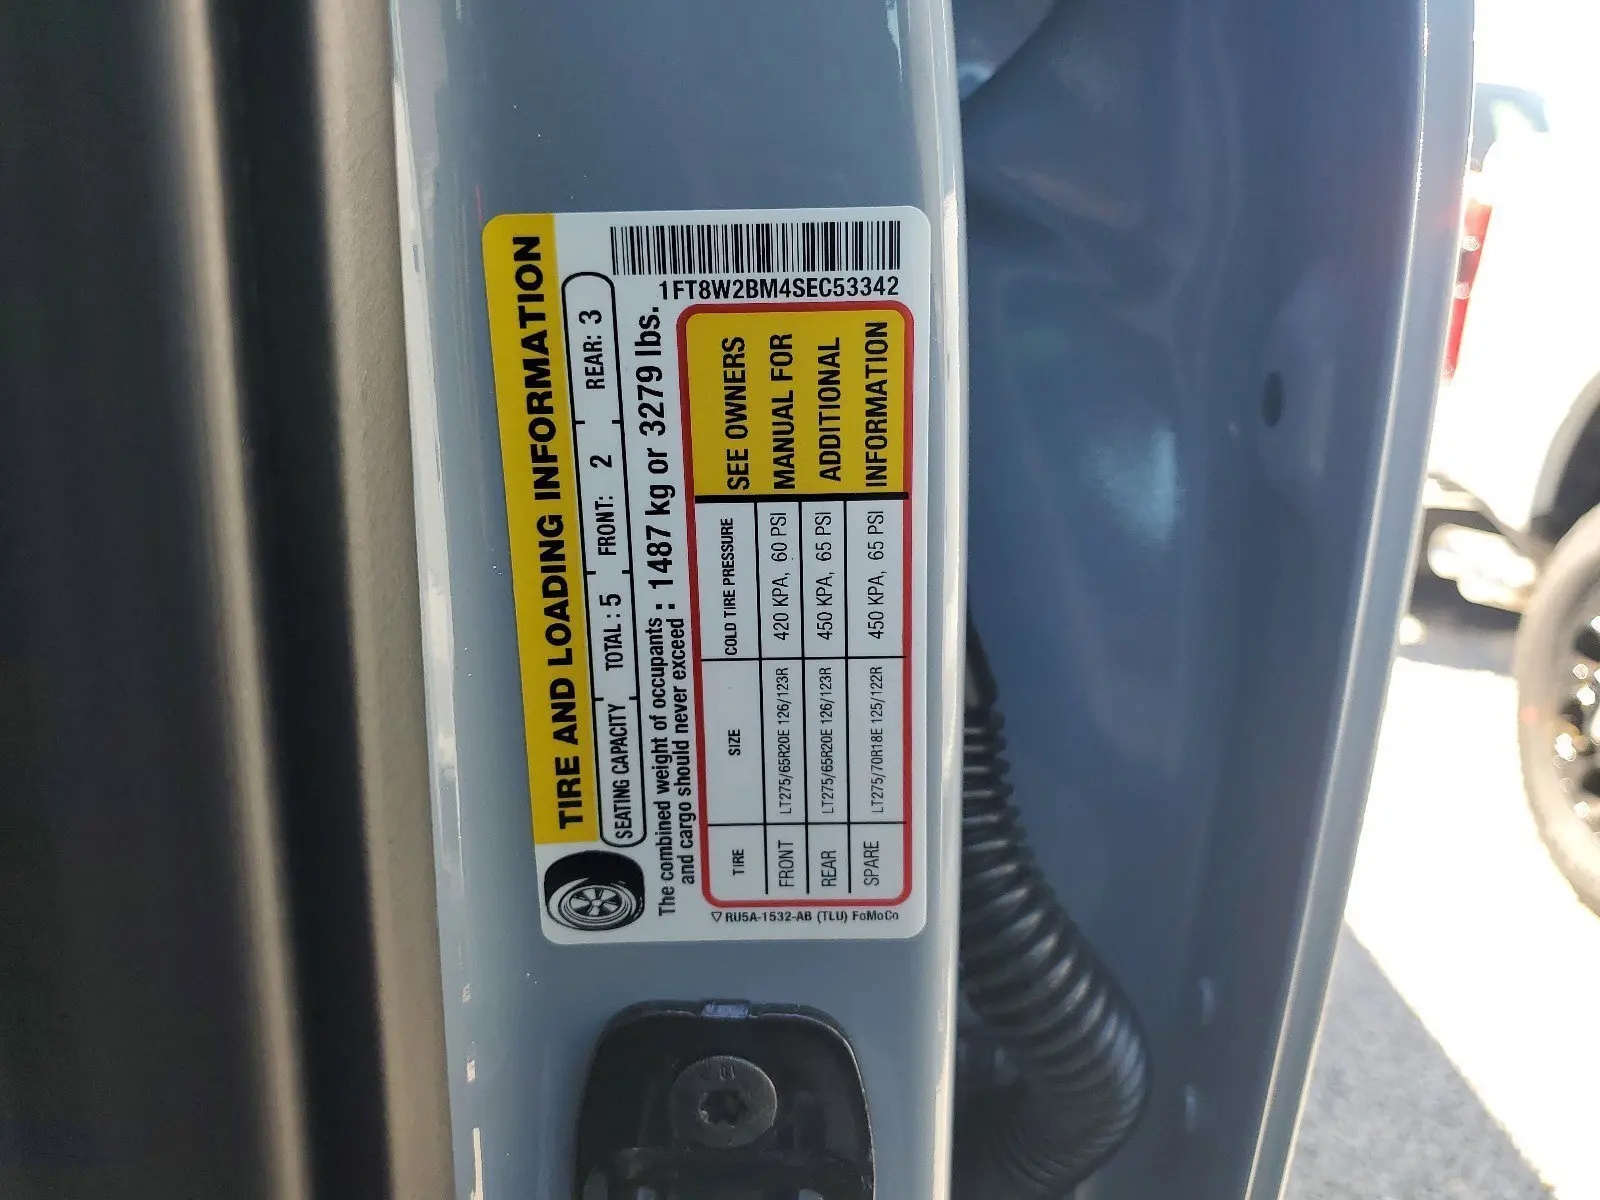 TIRE AND LOADING INFORMATION
SEATING CAPACITY TOTAL : 5 FRONT: 2 REAR: 3
The combined weight of occupants
and cargo should never exceed : 1487 kg or 3279 lbs.
1FT8W2BM4SEC53342
TIRE SIZE COLD TIRE PRESSURE
FRONT LT275/65R20E 126/123R 420 KPA, 60 PSI
REAR LT275/65R20E 126/123R 450 KPA, 65 PSI
SPARE LT275/70R18E 125/122R 450 KPA, 65 PSI
SEE OWNERS
MANUAL FOR
ADDITIONAL
INFORMATION
▽ RU5A-1532-AB (TLU) FoMoCo